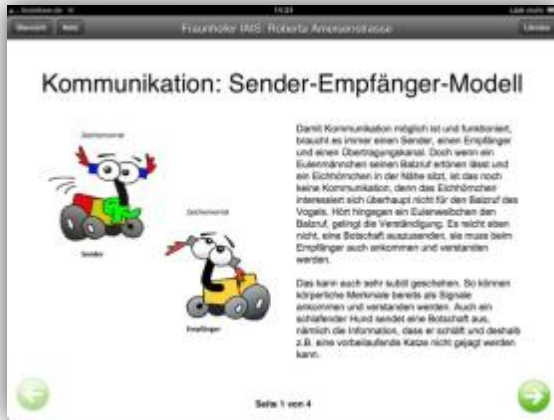 14:24
Fraunhofer IAIS: Roberta Ameisenstrasse
Kommunikation: Sender-Empfänger-Modell
Zeichenvorrat
Sender
Zeichenvorrat
Empfänger
Damit Kommunikation möglich ist und funktioniert,
braucht es immer einen Sender, einen Empfänger
und einen Übertragungskanal. Doch wenn ein
Eulenmännchen seinen Balzruf ertönen lässt und
ein Eichhörnchen in der Nähe sitzt, ist das noch
keine Kommunikation, denn das Eichhörnchen
interessiert sich überhaupt nicht für den Balzruf des
Vogels. Hört hingegen ein Eulenweibchen den
Balzruf, gelingt die Verständigung. Es reicht eben
nicht, eine Botschaft auszusenden, sie muss beim
Empfänger auch ankommen und verstanden
werden.
Das kann auch sehr subtil geschehen. So können
körperliche Merkmale bereits als Signale
ankommen und verstanden werden. Auch ein
schlafender Hund sendet eine Botschaft aus,
nämlich die Information, dass er schläft und deshalb
z.B. eine vorbeilaufende Katze nicht gejagt werden
kann.
Seite 1 von 4